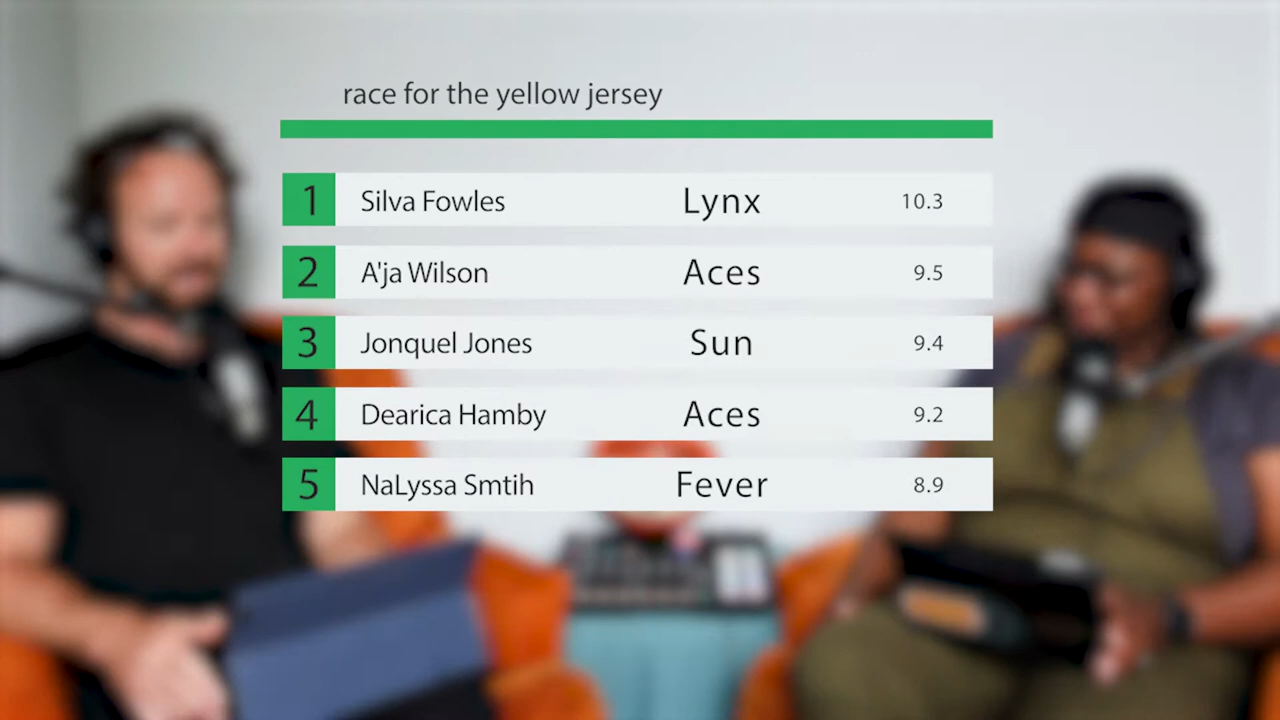 race for the yellow jersey
1 Silva Fowles Lynx 10.3
2 A'ja Wilson Aces 9.5
3 Jonquel Jones Sun 9.4
4 Dearica Hamby Aces 9.2
5 NaLyssa Smtih Fever 8.9